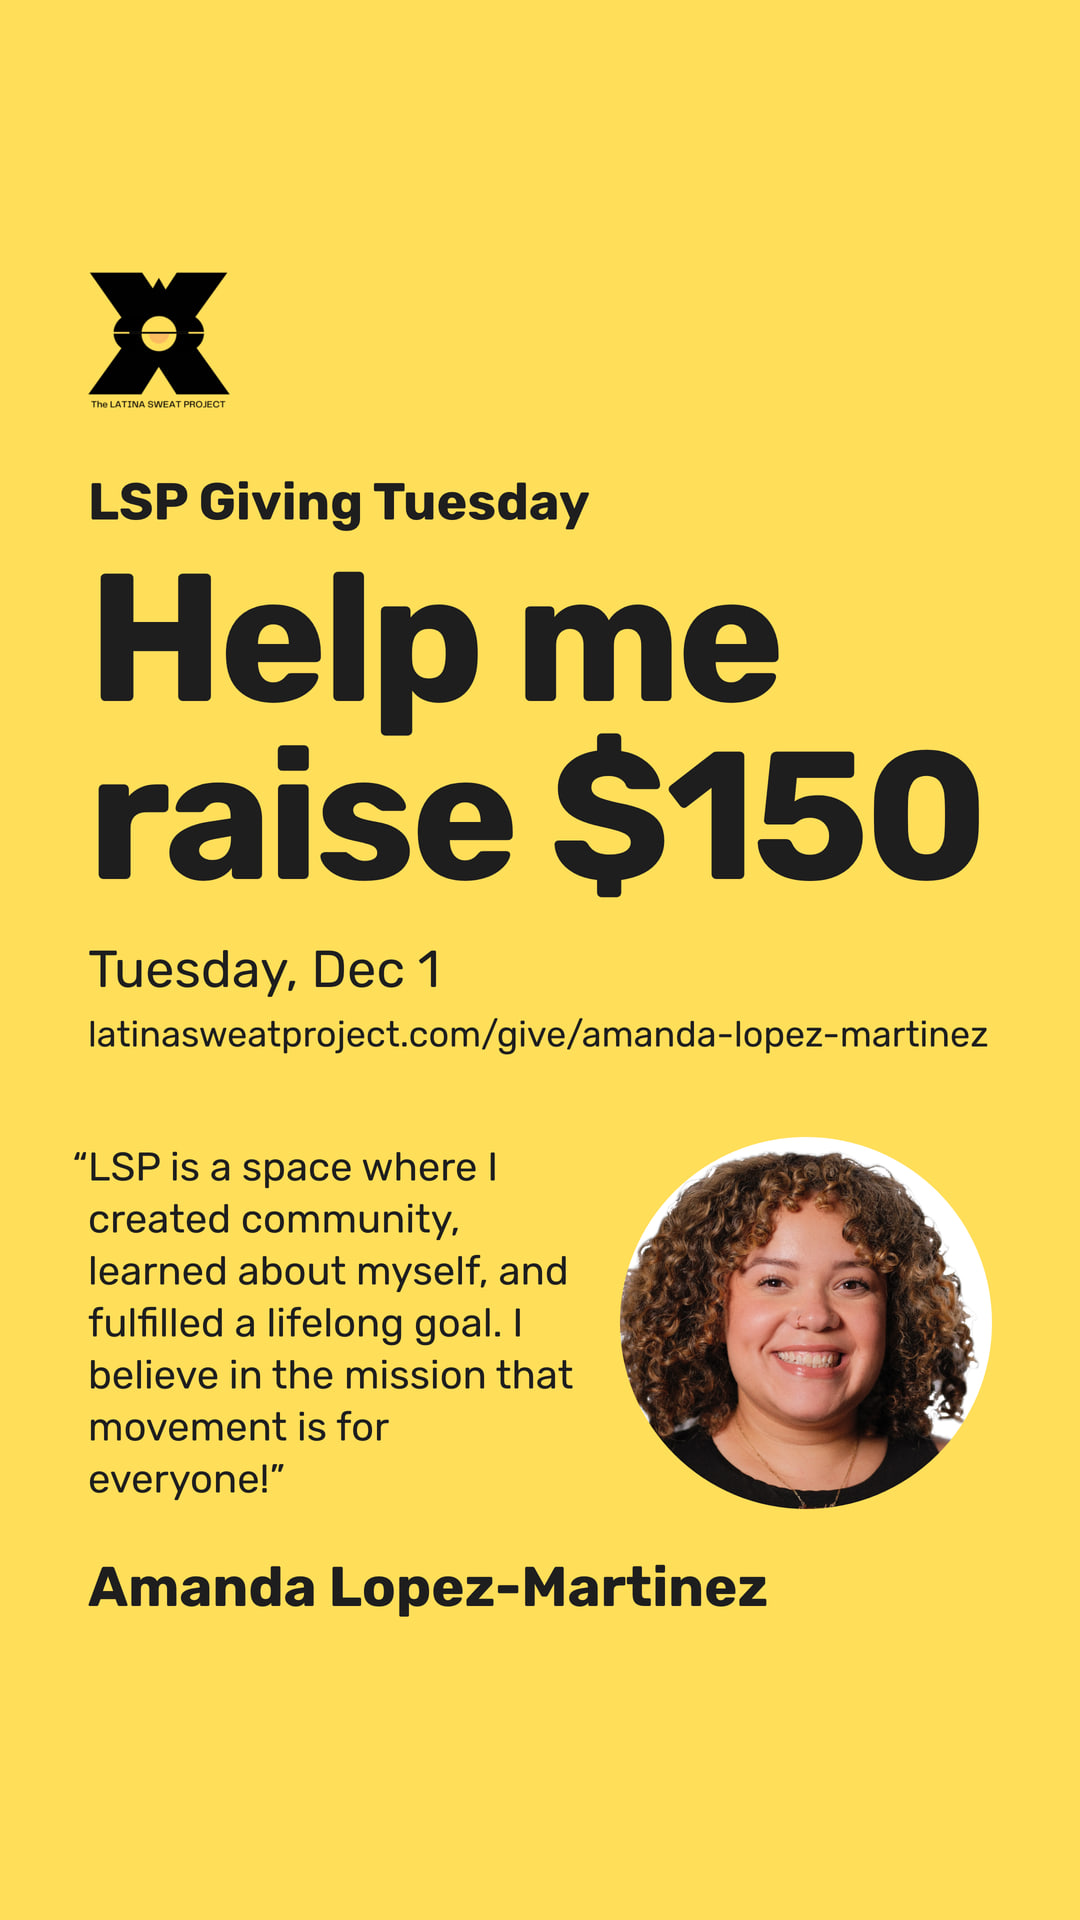 The LATINA SWEAT PROJECT
LSP Giving Tuesday
Help me
raise $150
Tuesday, Dec 1
latinasweatproject.com/give/amanda-lopez-martinez
“LSP is a space where I
created community,
learned about myself, and
fulfilled a lifelong goal. I
believe in the mission that
movement is for
everyone!”
Amanda Lopez-Martinez